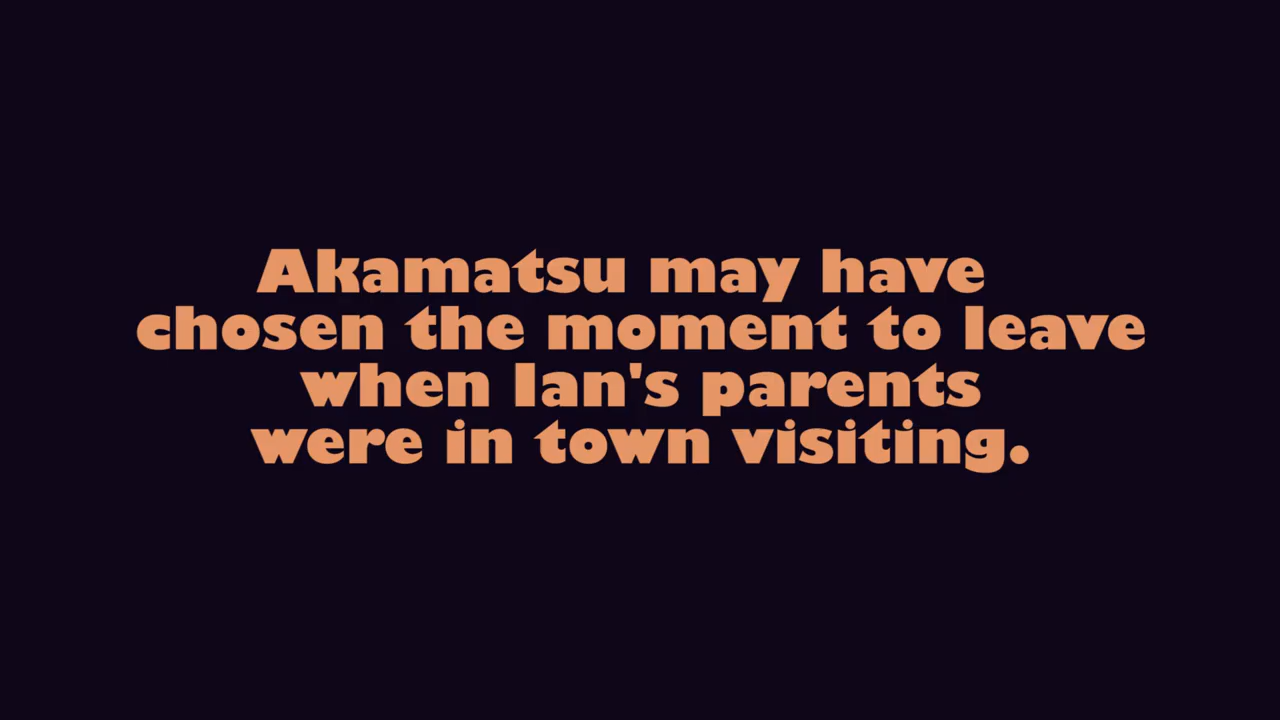 Akamatsu may have
chosen the moment to leave
when Ian's parents
were in town visiting.